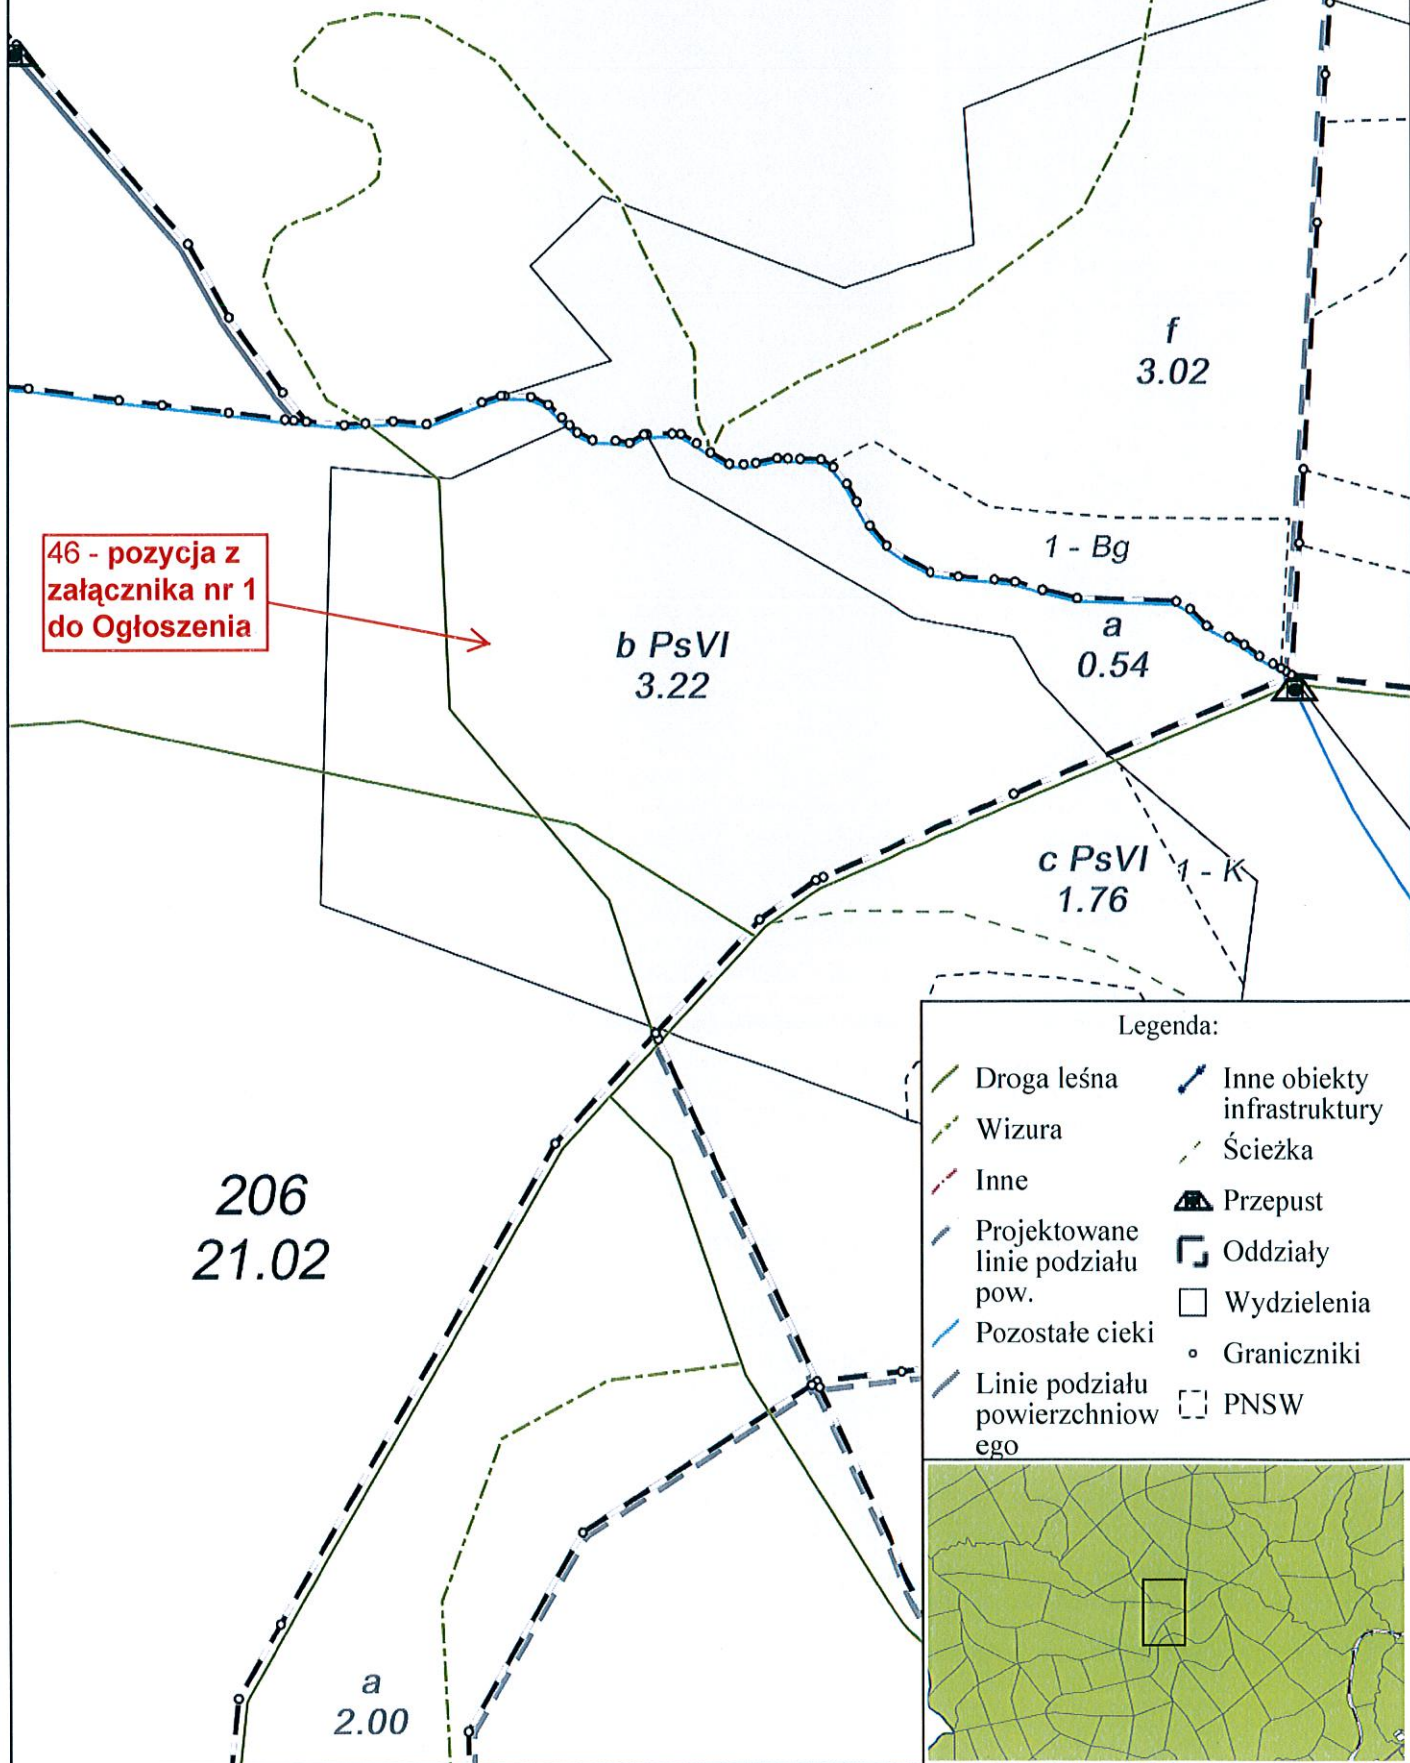 f
3.02
1 - Bg
46 - pozycja z
załącznika nr 1
do Ogłoszenia
b PsVI
3.22
a
0.54
c PsVI
1.76
1 - K
206
21.02
a
2.00
Legenda:
Droga leśna
Wizura
Inne
Projektowane
linie podziału
pow.
Pozostałe cieki
Linie podziału
powierzchniow
ego
Inne obiekty
infrastruktury
Ścieżka
Przepust
Oddziały
Wydzielenia
Graniczniki
PNSW